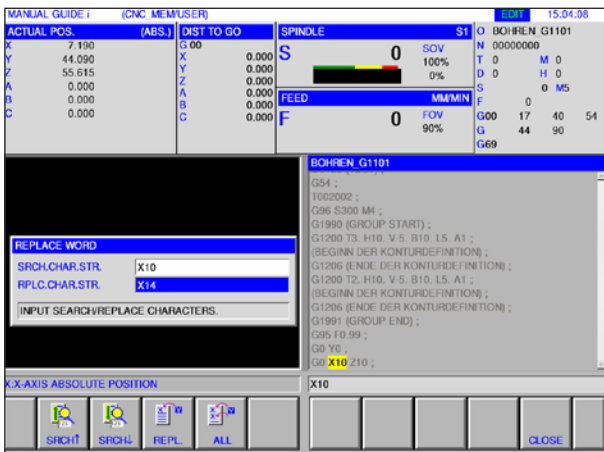 MANUAL GUIDE i (CNC_MEM/USER) EDIT 15:04:08
ACTUAL POS. (ABS.) DIST TO GO SPINDLE S1 O BOHREN_G1101
X 7.190 G 00 N 00000000
Y 44.090 X 0.000 S 0 SOV 100% T 0 M 0
Z 55.615 Y 0.000 0% D 0 H 0
A 0.000 Z 0.000 S 0 M5
B 0.000 A 0.000 FEED MM/MIN F 0
C 0.000 B 0.000 F 0 FOV G00 17 40 54
C 0.000 90% G 44 90
G69
BOHREN_G1101
G54 ;
T002002 ;
G96 S300 M4 ;
G1990 (GROUP START) ;
G1200 T3. H10. V-5. B10. L5. A1 ;
(BEGINN DER KONTURDEFINITION) ;
G1206 (ENDE DER KONTURDEFINITION) ;
G1200 T2. H10. V-5. B10. L5. A1 ;
(BEGINN DER KONTURDEFINITION) ;
G1206 (ENDE DER KONTURDEFINITION) ;
G1991 (GROUP END) ;
G95 F0.99 ;
G0 Y0 ;
G0 X10 Z10 ;
REPLACE WORD
SRCH.CHAR.STR. X10
RPLC.CHAR.STR. X14
INPUT SEARCH/REPLACE CHARACTERS.
X:X-AXIS ABSOLUTE POSITION X10
SRCH↑ SRCH↓ REPL. ALL CLOSE